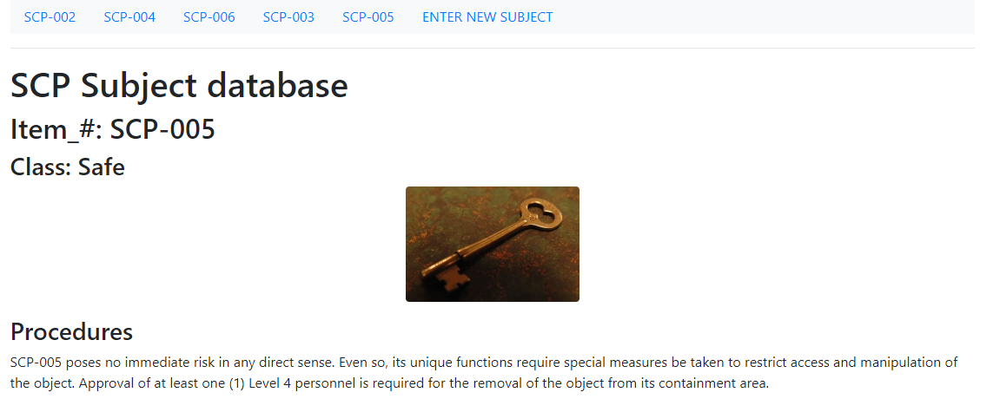 SCP-002 SCP-004 SCP-006 SCP-003 SCP-005 ENTER NEW SUBJECT
SCP Subject database
Item_#: SCP-005
Class: Safe
Procedures
SCP-005 poses no immediate risk in any direct sense. Even so, its unique functions require special measures be taken to restrict access and manipulation of
the object. Approval of at least one (1) Level 4 personnel is required for the removal of the object from its containment area.